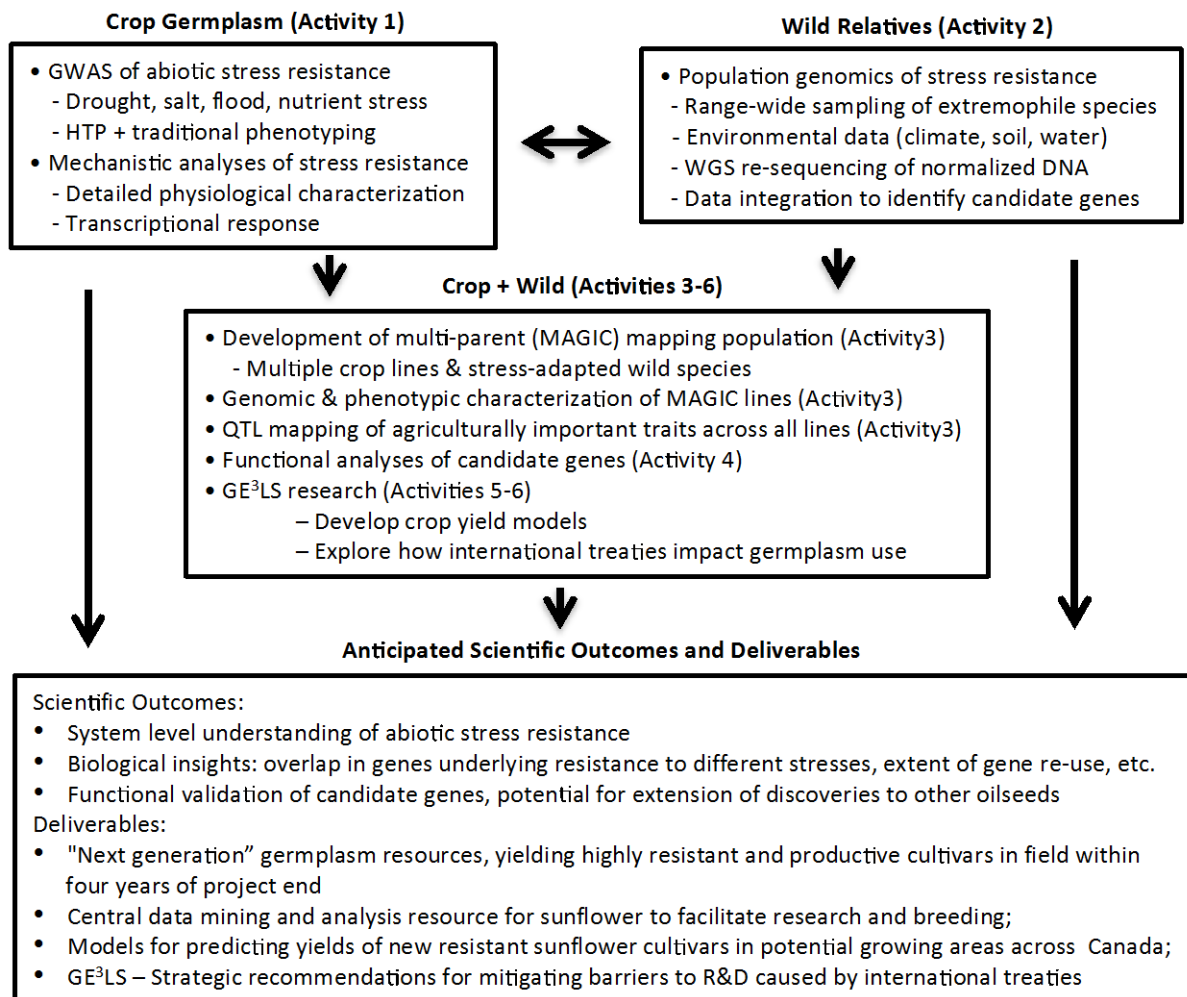 Crop Germplasm (Activity 1)
• GWAS of abiotic stress resistance
- Drought, salt, flood, nutrient stress
- HTP + traditional phenotyping
• Mechanistic analyses of stress resistance
- Detailed physiological characterization
- Transcriptional response
Wild Relatives (Activity 2)
• Population genomics of stress resistance
- Range-wide sampling of extremophile species
- Environmental data (climate, soil, water)
- WGS re-sequencing of normalized DNA
- Data integration to identify candidate genes
Crop + Wild (Activities 3-6)
• Development of multi-parent (MAGIC) mapping population (Activity3)
- Multiple crop lines & stress-adapted wild species
• Genomic & phenotypic characterization of MAGIC lines (Activity3)
• QTL mapping of agriculturally important traits across all lines (Activity3)
• Functional analyses of candidate genes (Activity 4)
• GE³LS research (Activities 5-6)
– Develop crop yield models
– Explore how international treaties impact germplasm use
Anticipated Scientific Outcomes and Deliverables
Scientific Outcomes:
• System level understanding of abiotic stress resistance
• Biological insights: overlap in genes underlying resistance to different stresses, extent of gene re-use, etc.
• Functional validation of candidate genes, potential for extension of discoveries to other oilseeds
Deliverables:
• "Next generation” germplasm resources, yielding highly resistant and productive cultivars in field within
four years of project end
• Central data mining and analysis resource for sunflower to facilitate research and breeding;
• Models for predicting yields of new resistant sunflower cultivars in potential growing areas across Canada;
• GE³LS – Strategic recommendations for mitigating barriers to R&D caused by international treaties